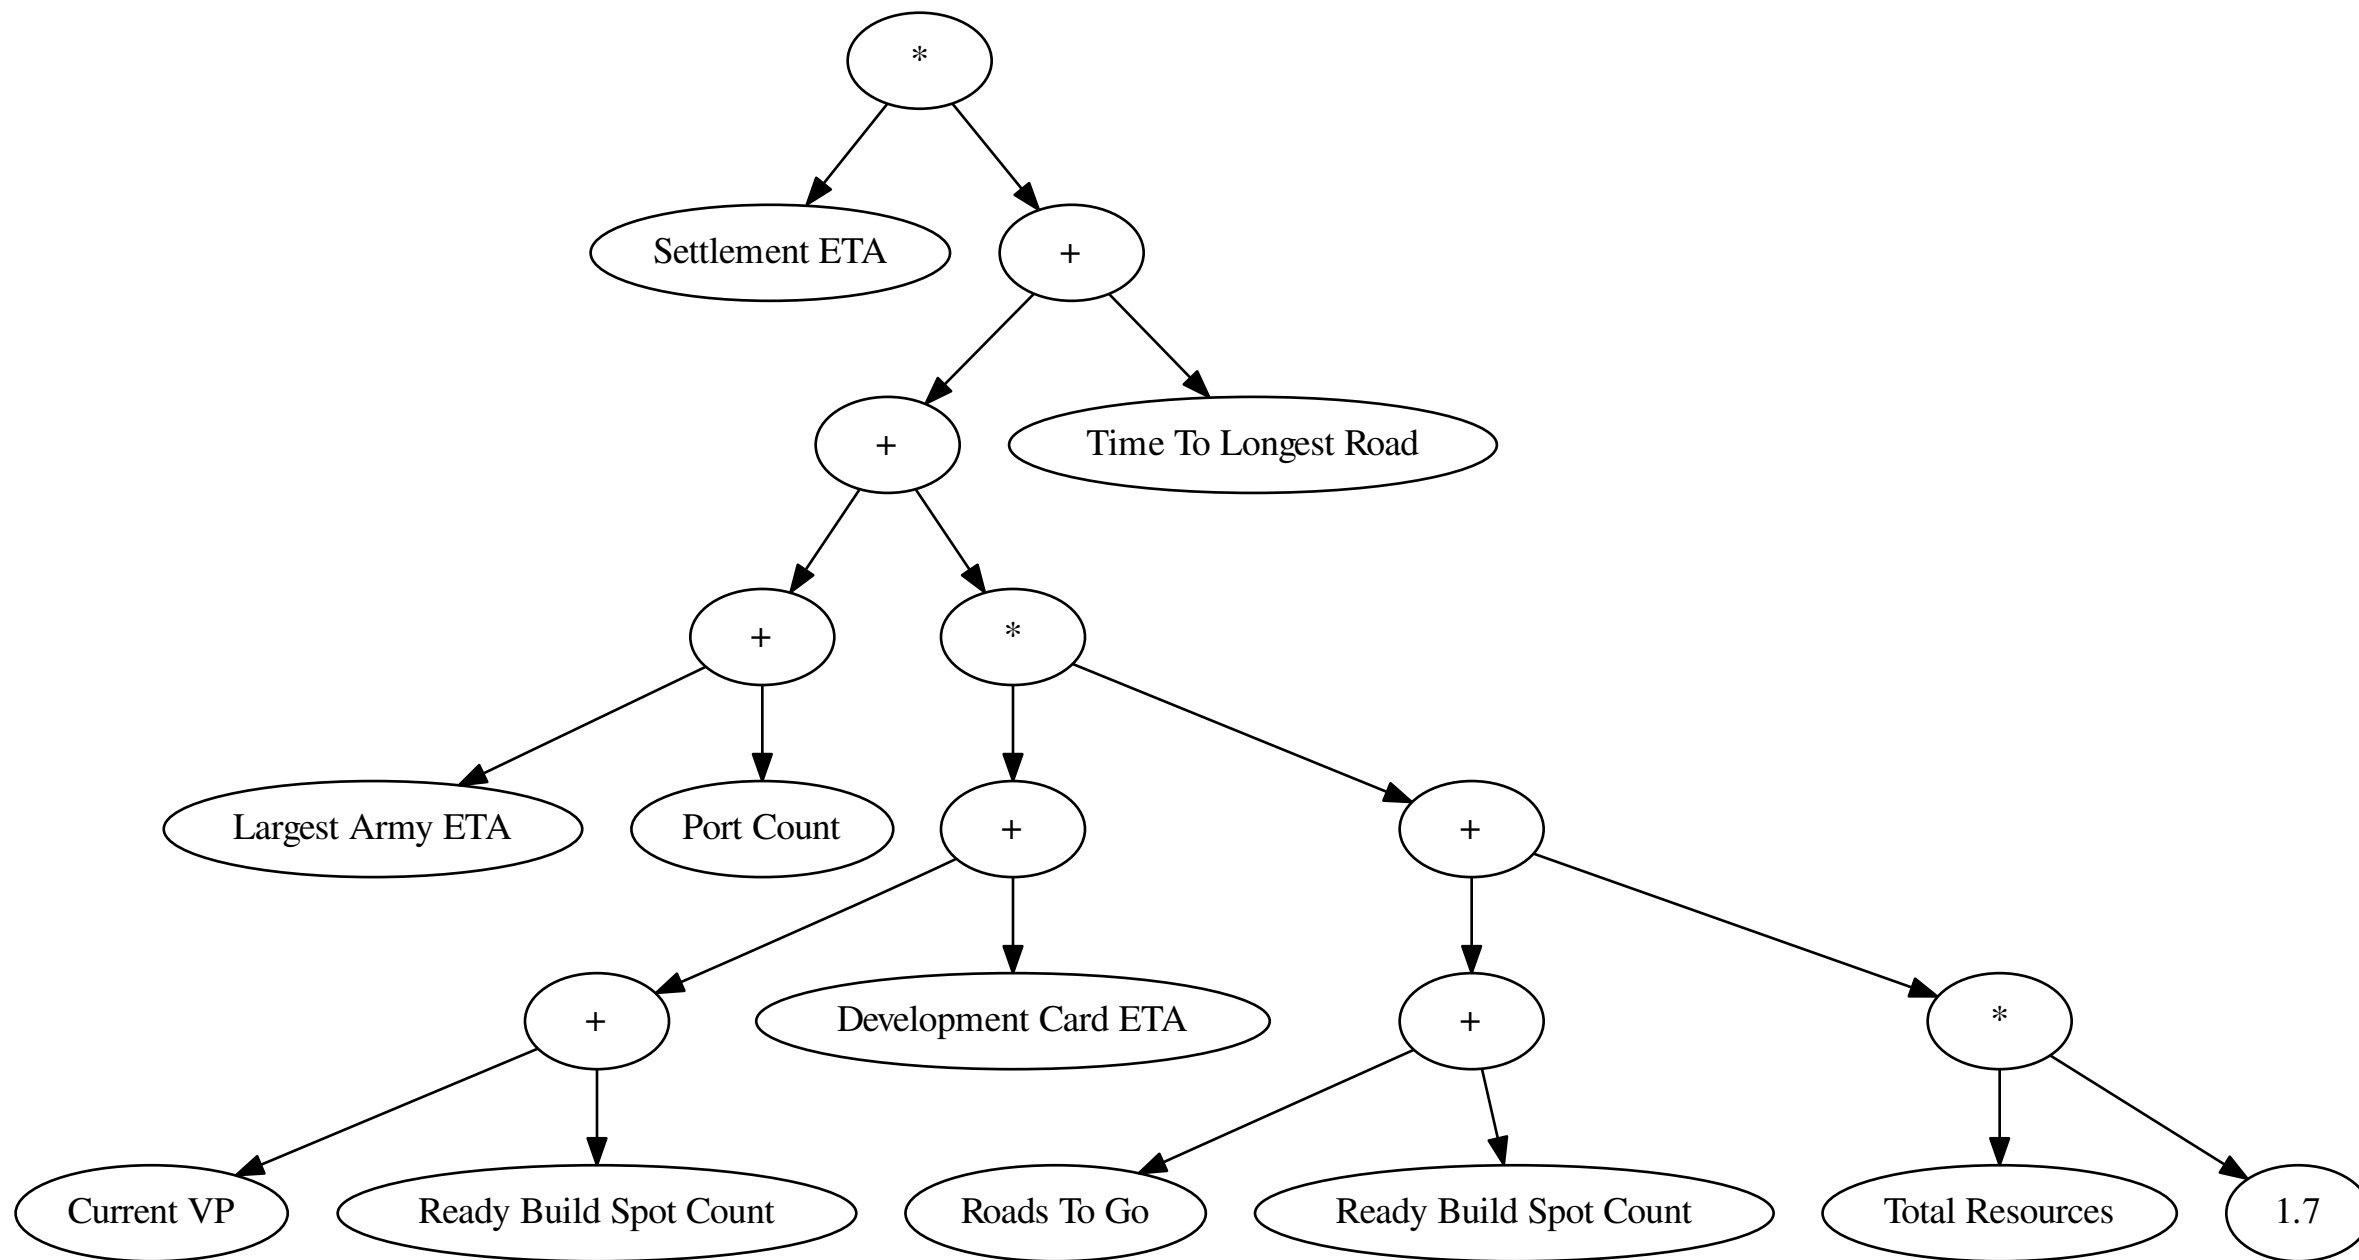 *
Settlement ETA
+
+
Time To Longest Road
+
*
Largest Army ETA
Port Count
+
+
+
Development Card ETA
+
*
Current VP
Ready Build Spot Count
Roads To Go
Ready Build Spot Count
Total Resources
1.7